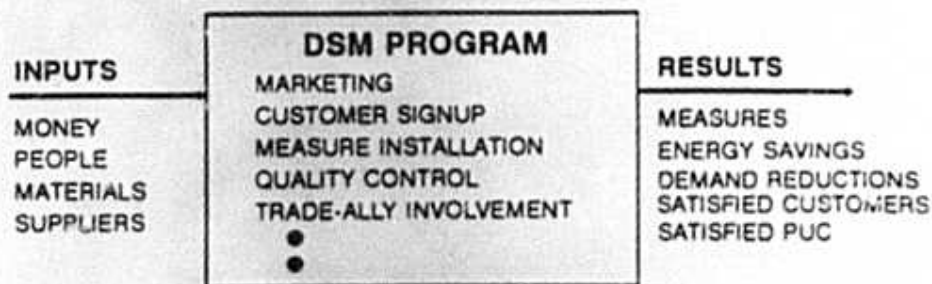 INPUTS
MONEY
PEOPLE
MATERIALS
SUPPLIERS
DSM PROGRAM
MARKETING
CUSTOMER SIGNUP
MEASURE INSTALLATION
QUALITY CONTROL
TRADE-ALLY INVOLVEMENT
RESULTS
MEASURES
ENERGY SAVINGS
DEMAND REDUCTIONS
SATISFIED CUSTOMERS
SATISFIED PUC